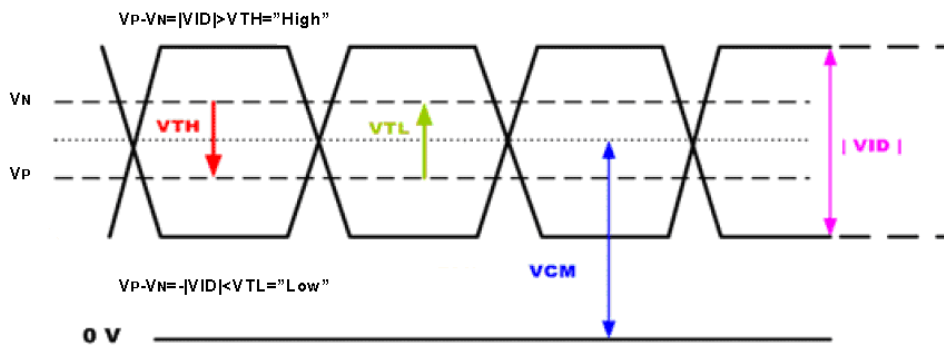 VP-VN=|VID|>VTH="High"
VN
VTH
VTL
| VID |
VP
VCM
VP-VN=-|VID|<VTL="Low"
0 V